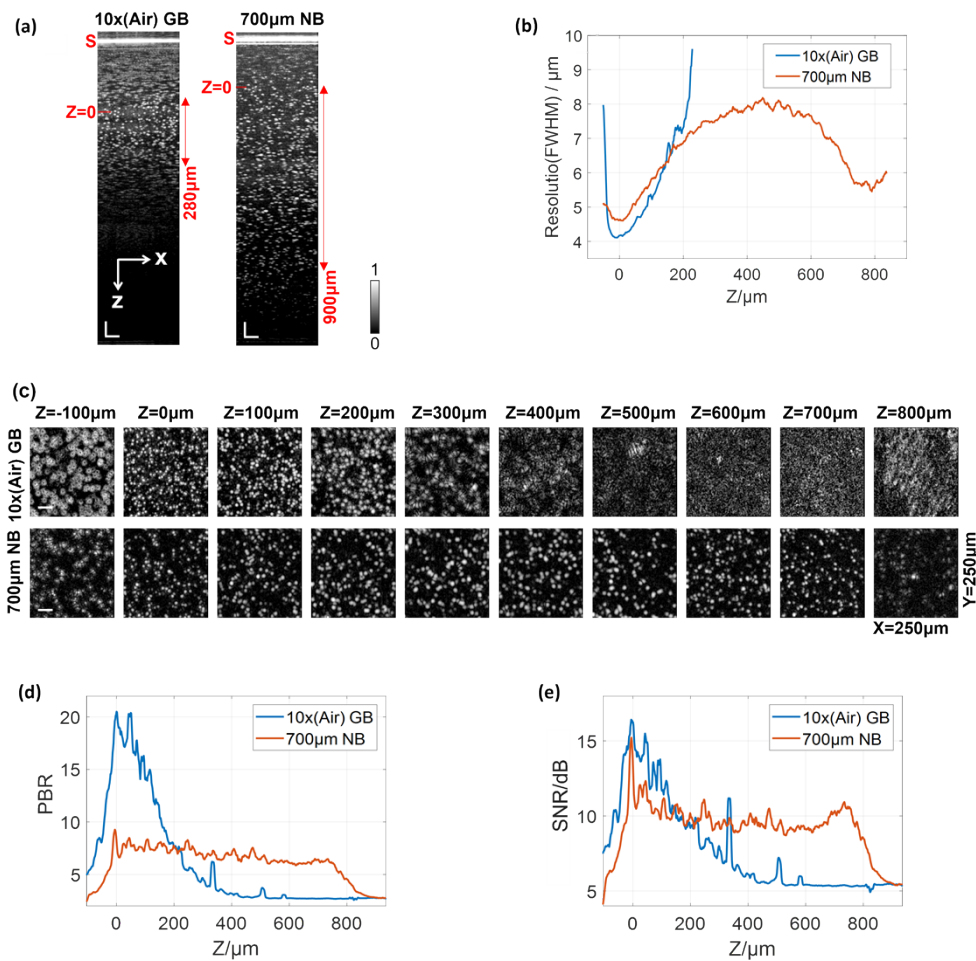 (a)
10x(Air) GB
700µm NB
S
S
Z=0
Z=0
280µm
900µm
X
Z
1
0
(b)
10
9
8
7
6
5
4
Resolutio(FWHM) / µm
10x(Air) GB
700µm NB
0
200
400
600
800
Z/µm
(c)
Z=-100µm
Z=0µm
Z=100µm
Z=200µm
Z=300µm
Z=400µm
Z=500µm
Z=600µm
Z=700µm
Z=800µm
10x(Air) GB
700µm NB
Y=250µm
X=250µm
(d)
20
15
10
5
PBR
10x(Air) GB
700µm NB
0
200
400
600
800
Z/µm
(e)
15
10
5
SNR/dB
10x(Air) GB
700µm NB
0
200
400
600
800
Z/µm